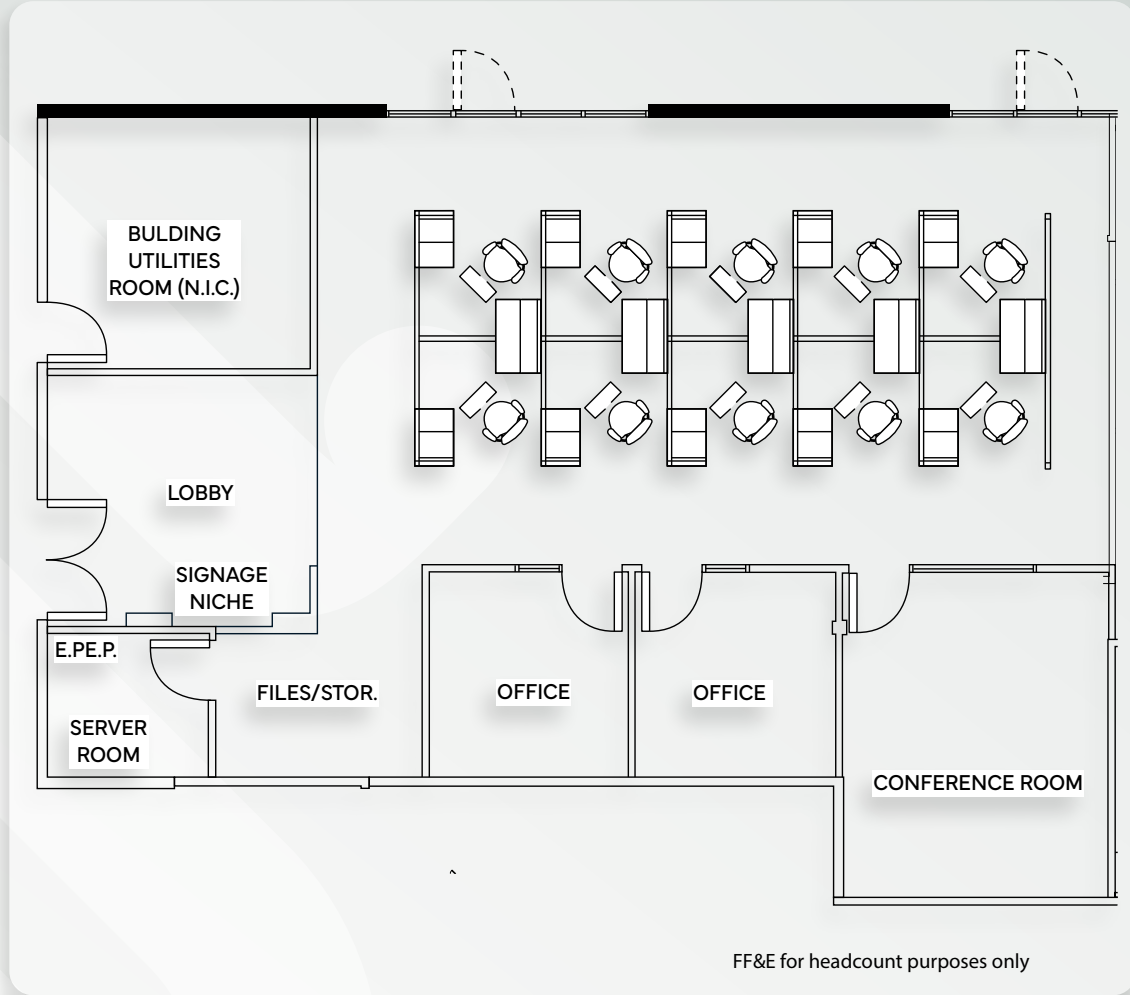 BULDING
UTILITIES
ROOM (N.I.C.)
LOBBY
SIGNAGE
NICHE
E.PE.P.
SERVER
ROOM
FILES/STOR.
OFFICE
OFFICE
CONFERENCE ROOM
FF&E for headcount purposes only